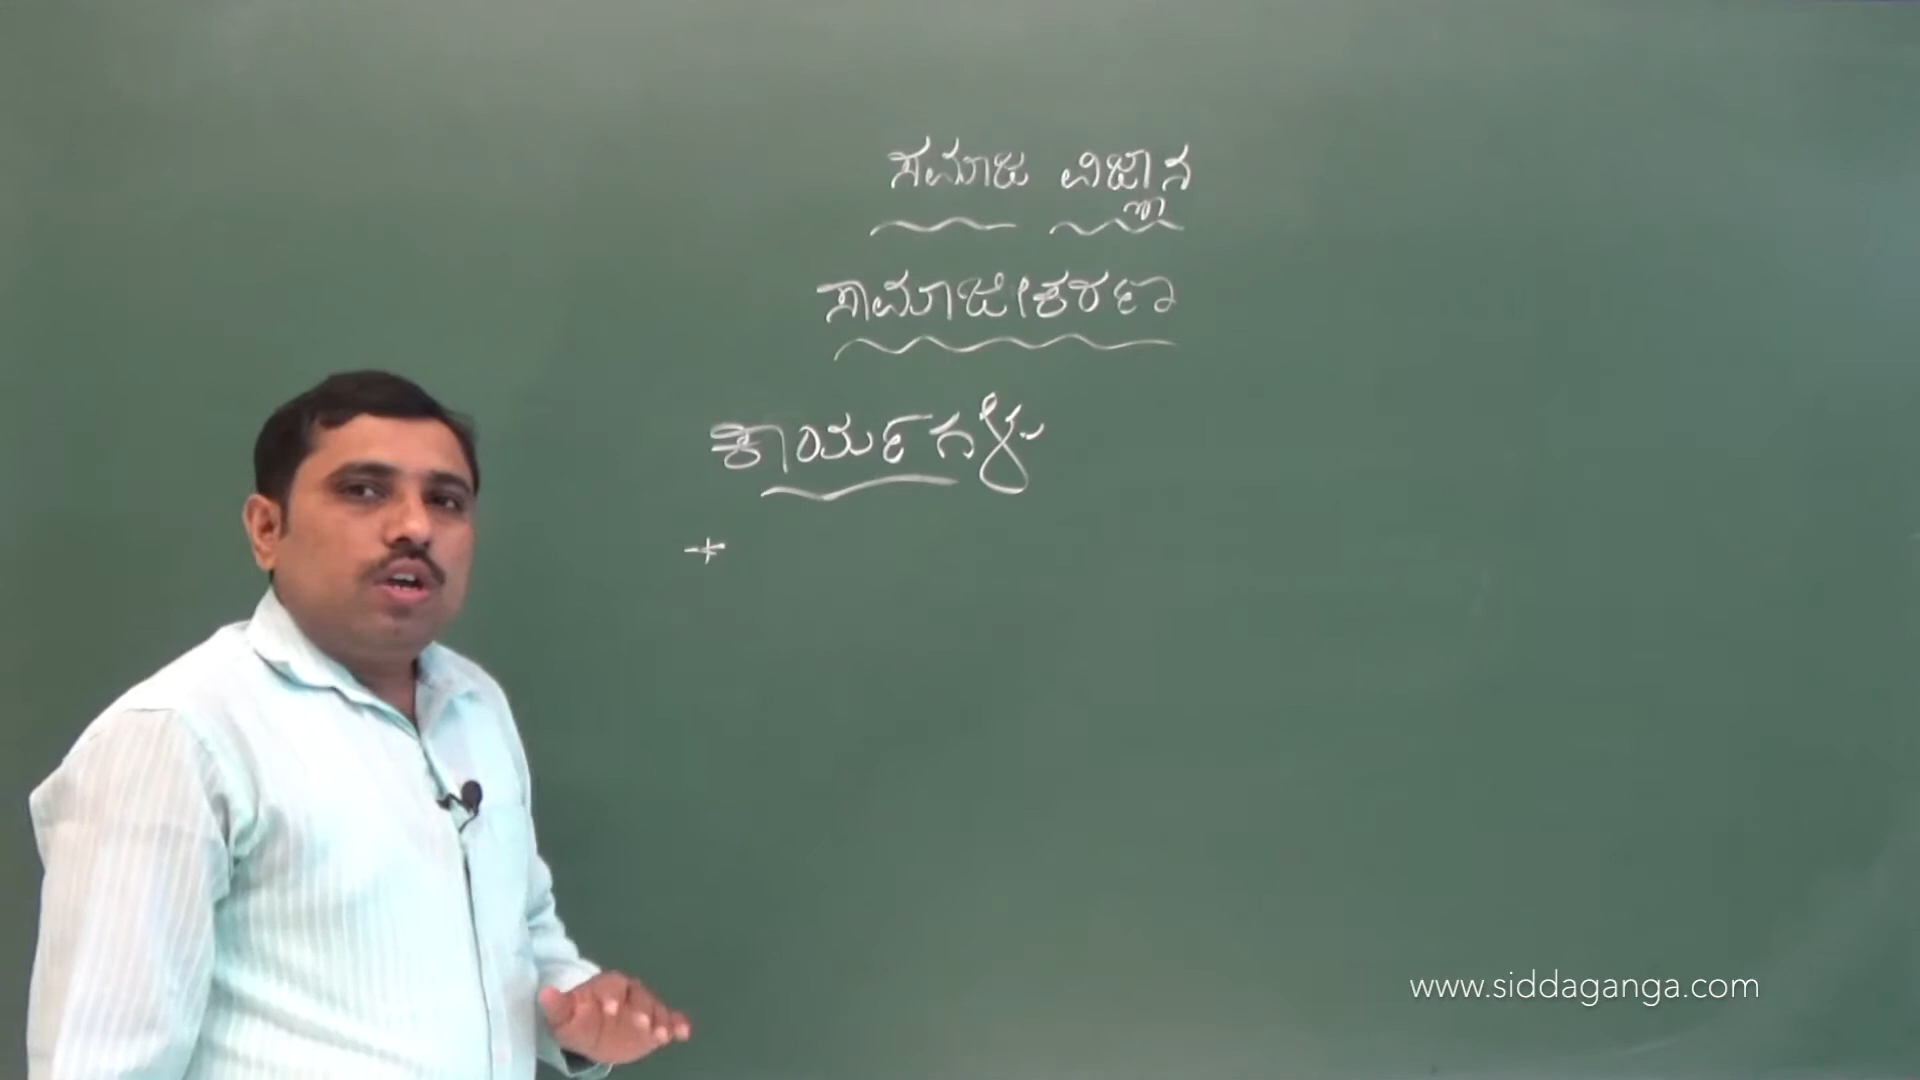 ಸಮಾಜ ವಿಜ್ಞಾನ
ಸಾಮಾಜೀಕರಣ
ಕಾರ್ಯಗಳು
+
www.siddaganga.com